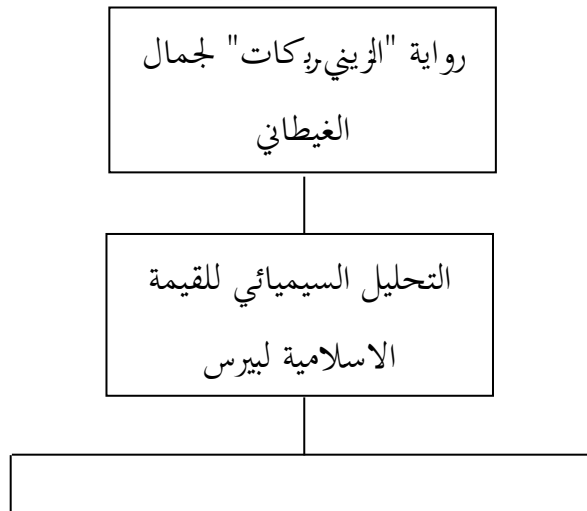 رواية "الزيني بركات" لجمال
الغيطاني
التحليل السيميائي للقيمة
الاسلامية لبيرس